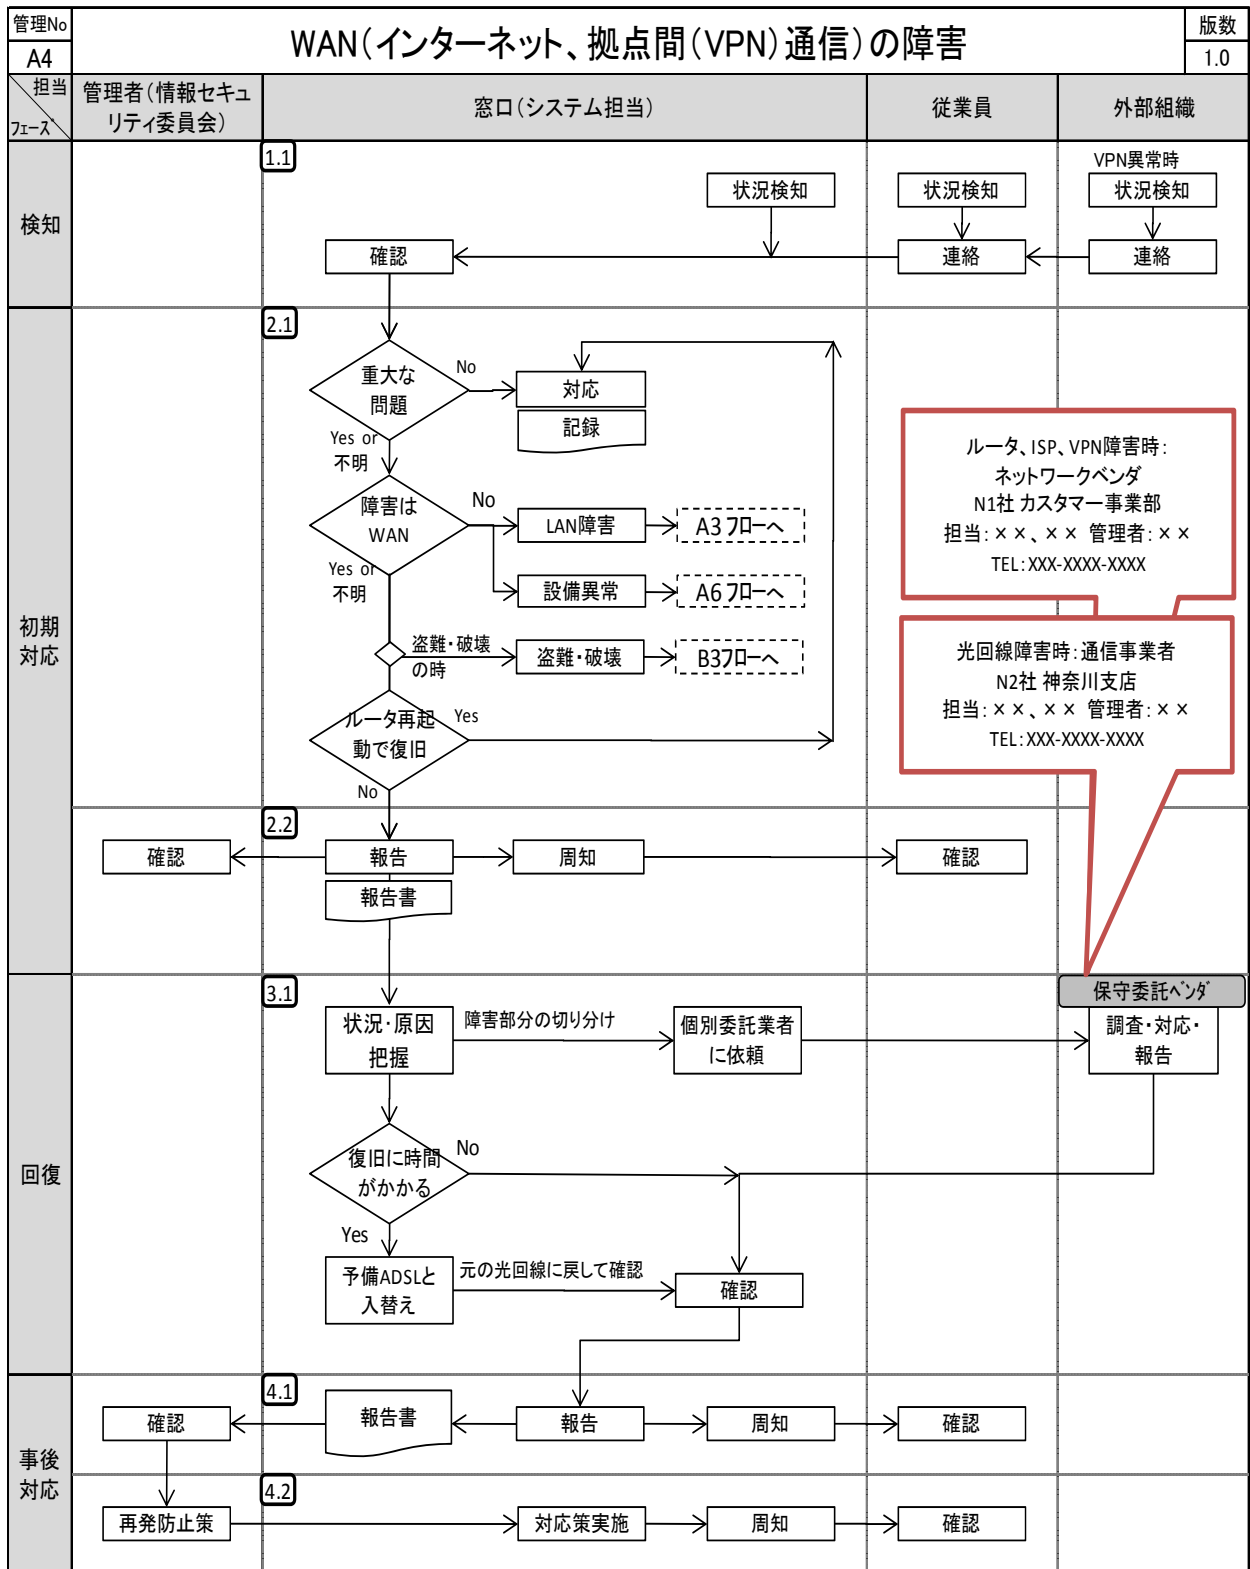 管理No
A4
WAN(インターネット、拠点間(VPN)通信)の障害
版数
1.0
担当
フェーズ
管理者(情報セキュ
リティ委員会)
窓口(システム担当)
従業員
外部組織
検知
1.1
VPN異常時
状況検知
状況検知
状況検知
確認
連絡
連絡
初期
対応
2.1
重大な
問題
No
対応
記録
Yes or
不明
障害は
WAN
No
LAN障害
A3 フローへ
Yes or
不明
設備異常
A6 フローへ
盗難・破壊
の時
盗難・破壊
B3フローへ
ルータ再起
動で復旧
Yes
No
ルータ、ISP、VPN障害時:
ネットワークベンダ
N1社 カスタマー事業部
担当:××、×× 管理者:××
TEL:XXX-XXXX-XXXX
光回線障害時:通信事業者
N2社 神奈川支店
担当:××、×× 管理者:××
TEL:XXX-XXXX-XXXX
2.2
確認
報告
周知
確認
報告書
回復
3.1
保守委託ベンダ
状況・原因
把握
障害部分の切り分け
個別委託業者
に依頼
調査・対応・
報告
復旧に時間
がかかる
No
Yes
予備ADSLと
入替え
元の光回線に戻して確認
確認
事後
対応
4.1
確認
報告書
報告
周知
確認
4.2
再発防止策
対応策実施
周知
確認